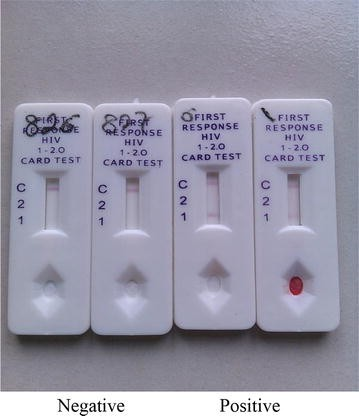 806
FIRST
RESPONSE
HIV
1-2.0
CARD TEST
C
2
1
807
FIRST
RESPONSE
HIV
1-2.0
CARD TEST
C
2
1
FIRST
RESPONSE
HIV
1-2.0
CARD TEST
C
2
1
FIRST
RESPONSE
HIV
1-2.0
CARD TEST
C
2
1
Negative
Positive